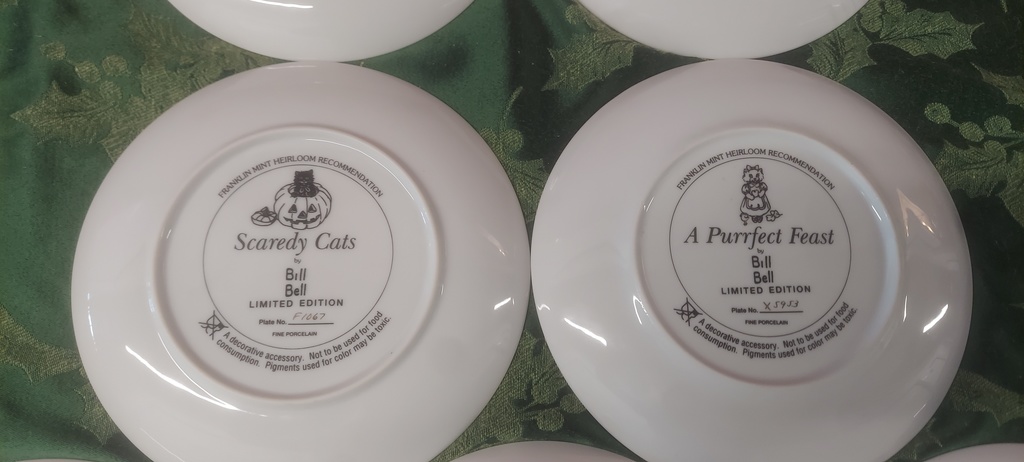 FRANKLIN MINT HEIRLOOM RECOMMENDATION
Scaredy Cats
by
Bill
Bell
LIMITED EDITION
Plate No. F1067
FINE PORCELAIN
A decorative accessory. Not to be used for food
consumption. Pigments used for color may be toxic.
FRANKLIN MINT HEIRLOOM RECOMMENDATION
A Purrfect Feast
by
Bill
Bell
LIMITED EDITION
Plate No. X5953
FINE PORCELAIN
A decorative accessory. Not to be used for food
consumption. Pigments used for color may be toxic.